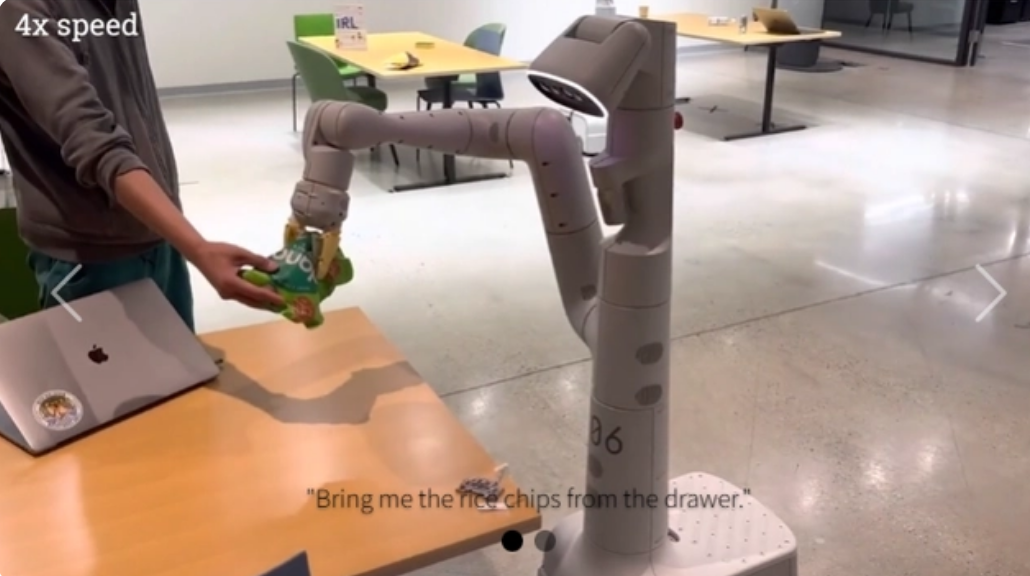 4x speed
IRL
06
"Bring me the rice chips from the drawer."